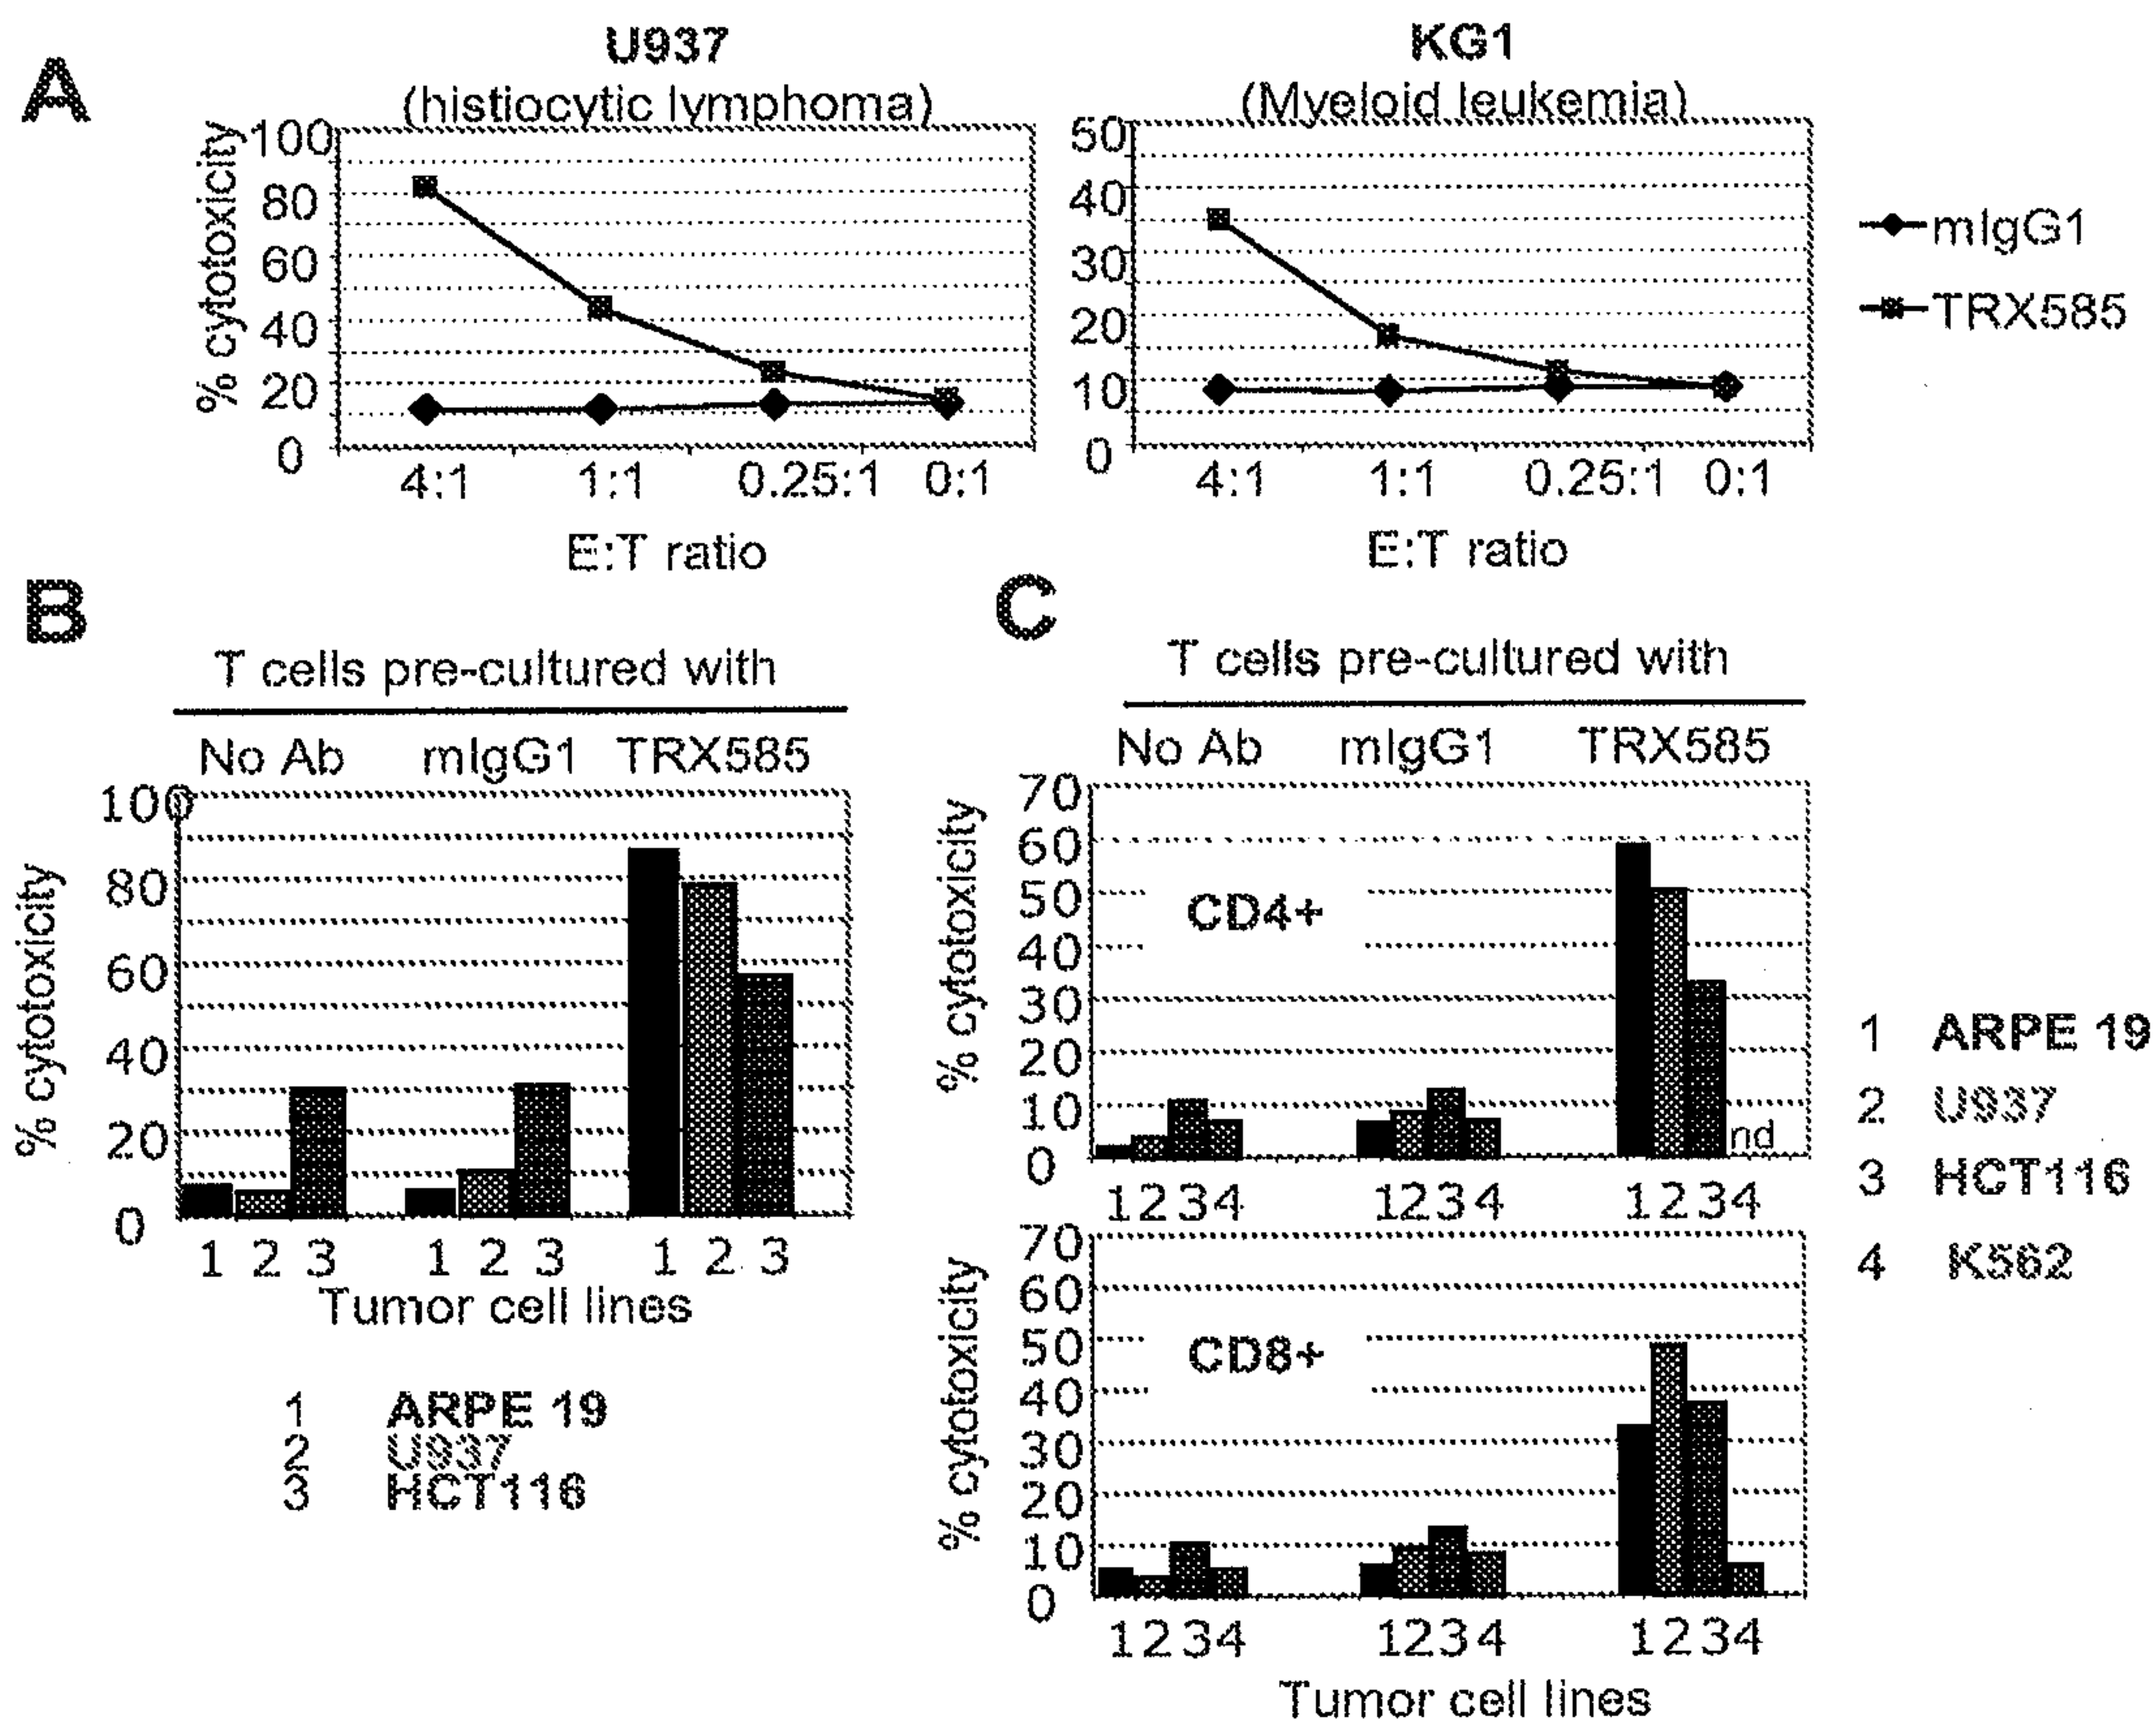 A
U937
(histiocytic lymphoma)
% cytotoxicity
100
80
60
40
20
0
4:1 1:1 0.25:1 0:1
E:T ratio
KG1
(Myeloid leukemia)
50
40
30
20
10
0
4:1 1:1 0.25:1 0:1
E:T ratio
mIgG1
TRX585
B
T cells pre-cultured with
No Ab mIgG1 TRX585
% cytotoxicity
100
80
60
40
20
0
1 2 3 1 2 3 1 2 3
Tumor cell lines
1 ARPE 19
2 U937
3 HCT116
C
T cells pre-cultured with
No Ab mIgG1 TRX585
% cytotoxicity
70
60
50
40
30
20
10
0
CD4+
nd
1234 1234 1234
% cytotoxicity
70
60
50
40
30
20
10
0
CD8+
1234 1234 1234
Tumor cell lines
1 ARPE 19
2 U937
3 HCT116
4 K562